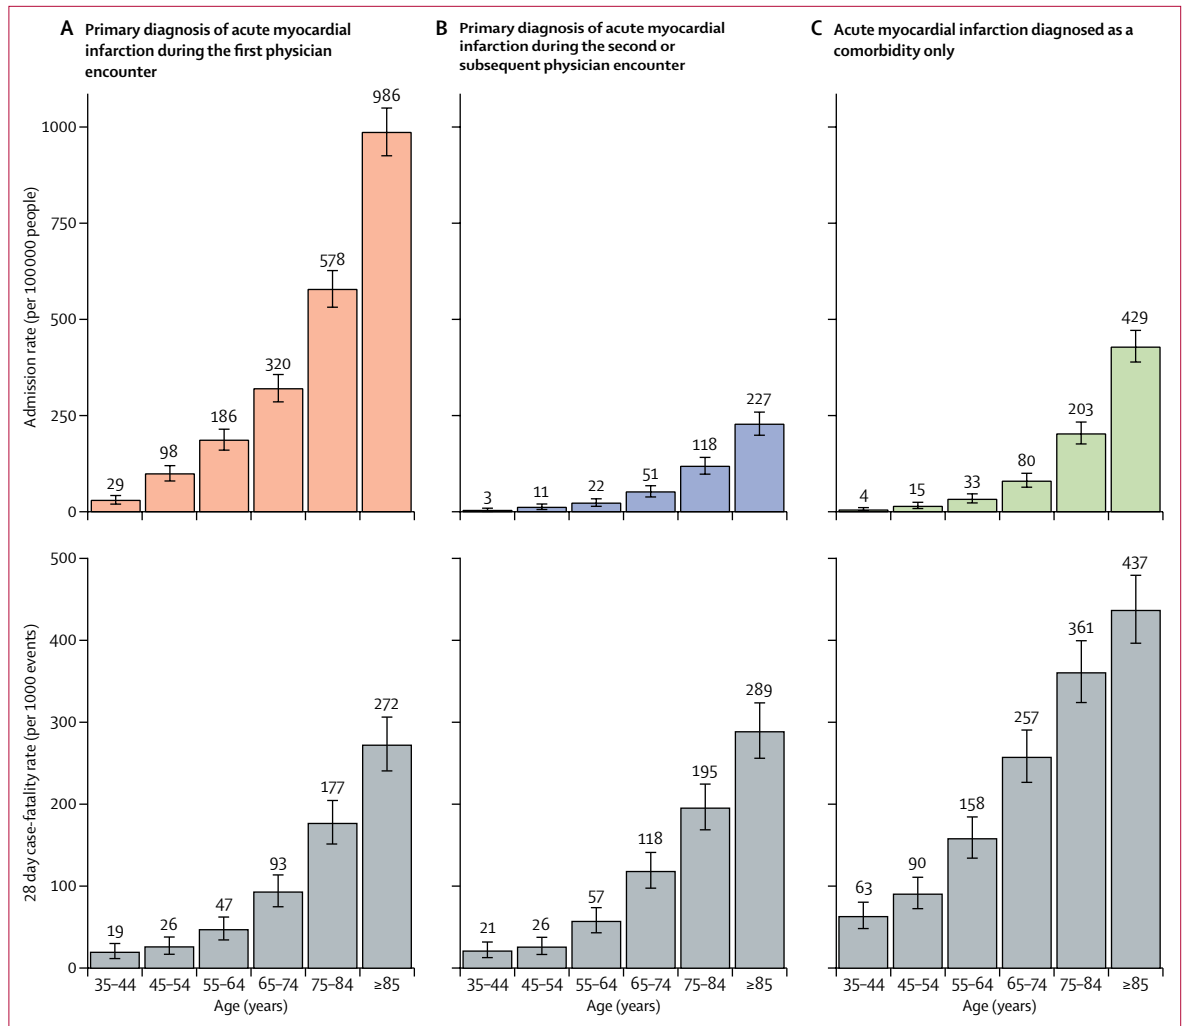 A Primary diagnosis of acute myocardial
infarction during the first physician
encounter
B Primary diagnosis of acute myocardial
infarction during the second or
subsequent physician encounter
C Acute myocardial infarction diagnosed as a
comorbidity only
Admission rate (per 100 000 people)
1000
750
500
250
0
29
98
186
320
578
986
3
11
22
51
118
227
4
15
33
80
203
429
28 day case-fatality rate (per 1000 events)
500
400
300
200
100
0
19
26
47
93
177
272
21
26
57
118
195
289
63
90
158
257
361
437
35–44 45–54 55–64 65–74 75–84 ≥85
35–44 45–54 55–64 65–74 75–84 ≥85
35–44 45–54 55–64 65–74 75–84 ≥85
Age (years)
Age (years)
Age (years)